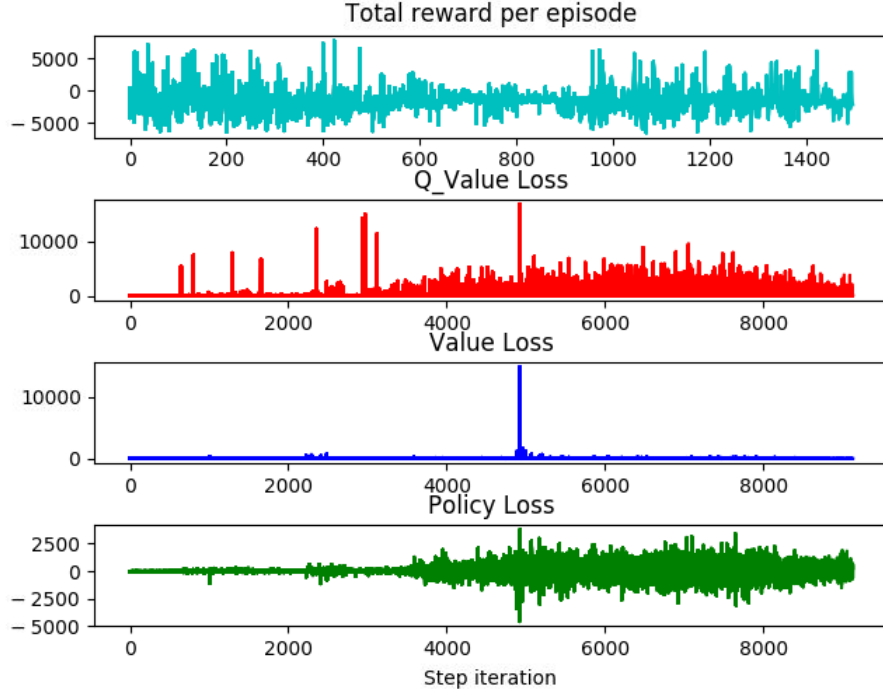 Total reward per episode
5000
0
−5000
0 200 400 600 800 1000 1200 1400
Q_Value Loss
10000
0
0 2000 4000 6000 8000
Value Loss
10000
0
0 2000 4000 6000 8000
Policy Loss
2500
0
−2500
−5000
0 2000 4000 6000 8000
Step iteration